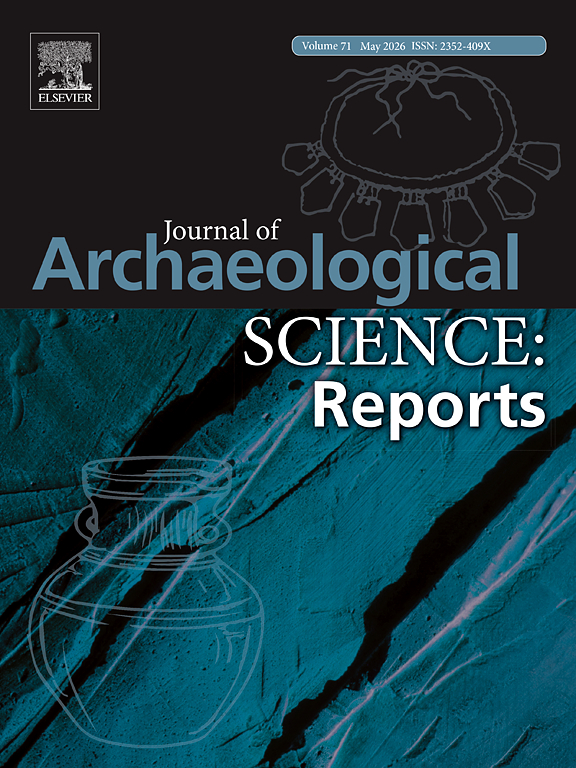 Volume 71 May 2026 ISSN: 2352-409X
ELSEVIER
Journal of
Archaeological
SCIENCE:
Reports